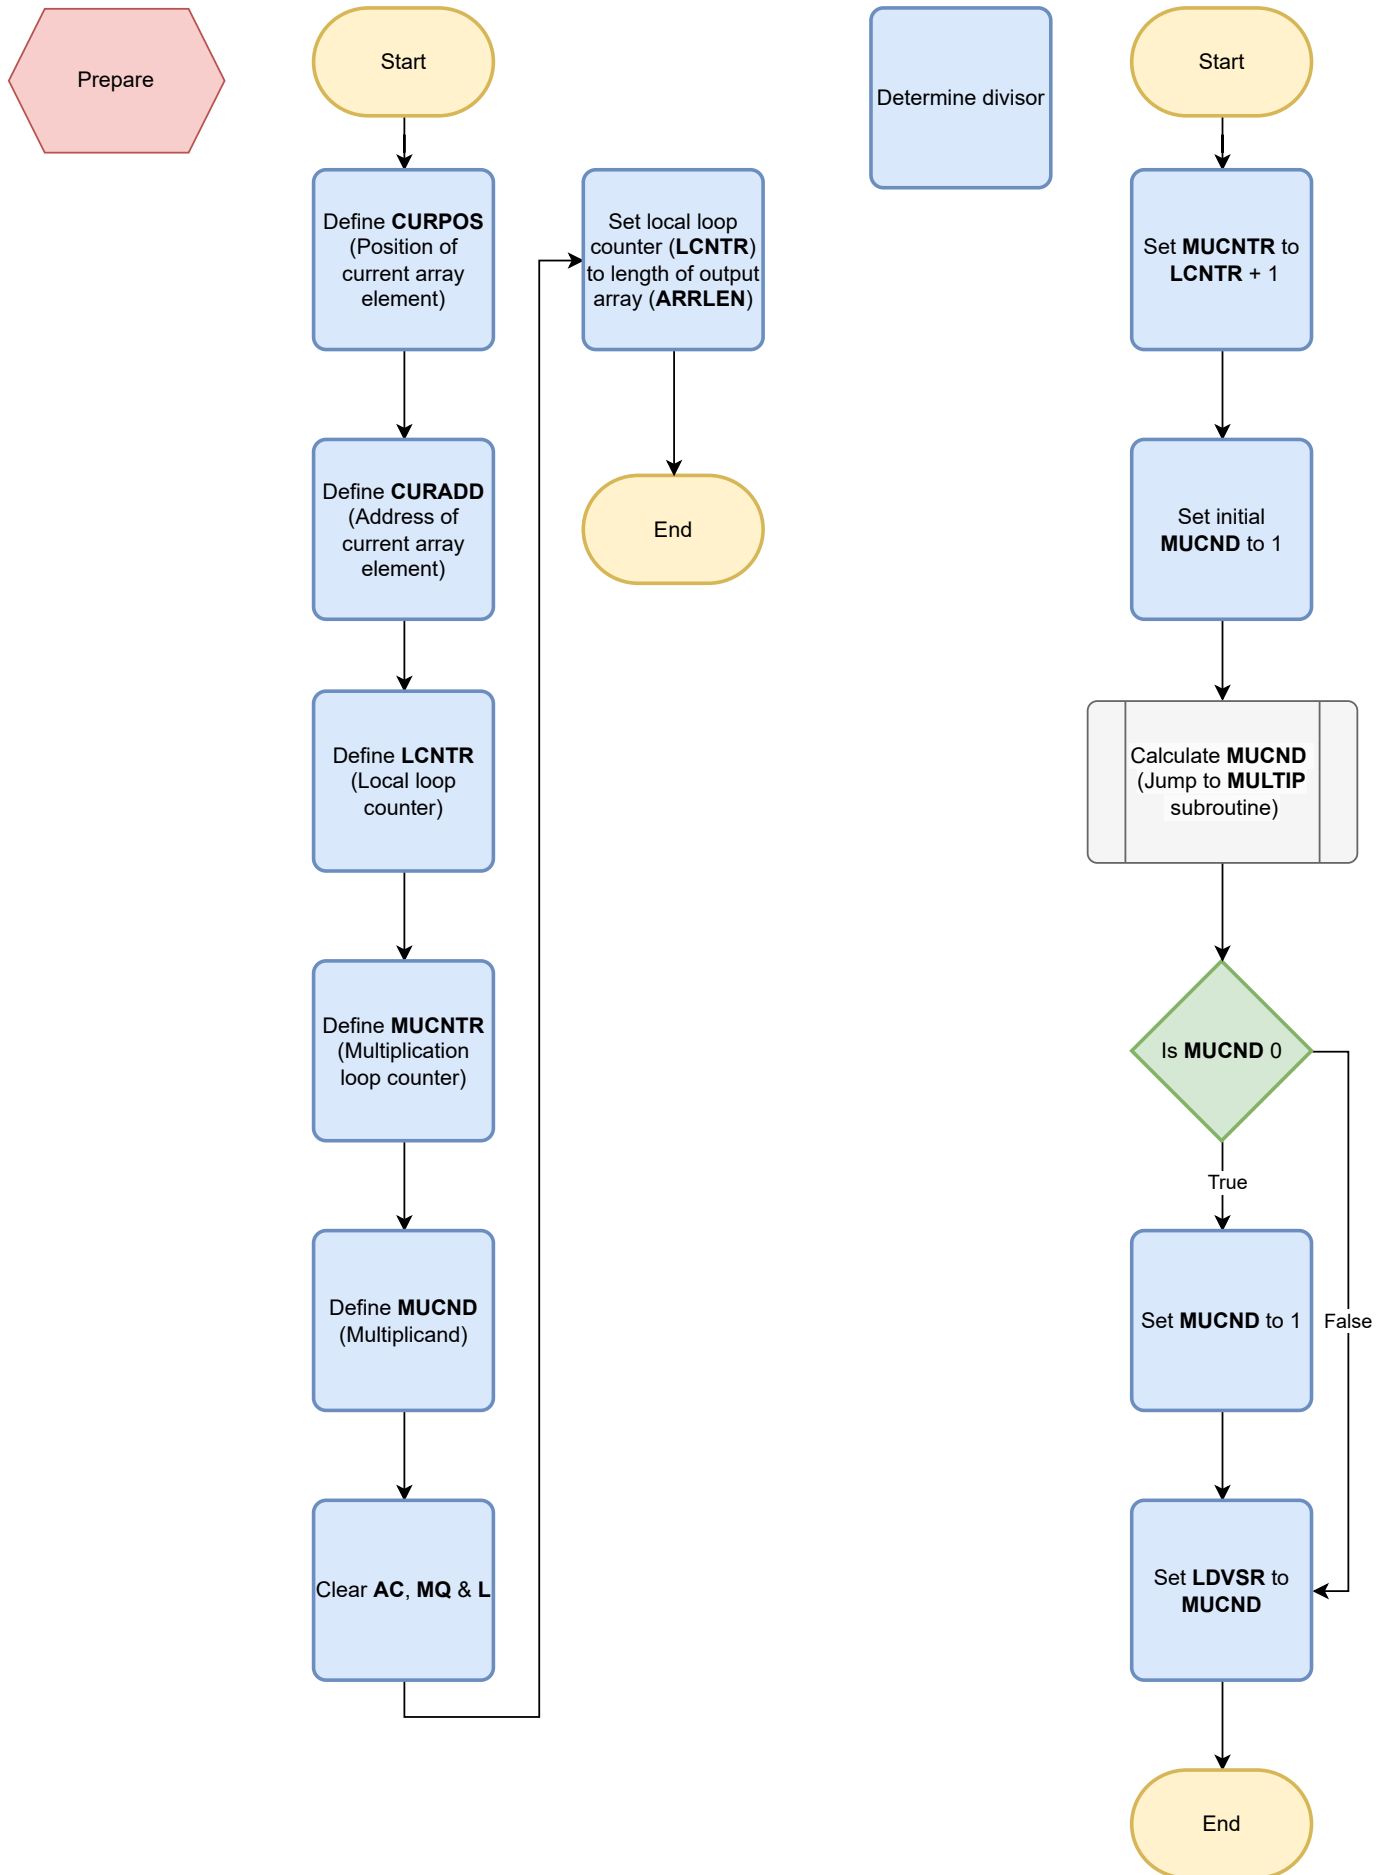 Prepare
Start
Define CURPOS
(Position of
current array
element)
Define CURADD
(Address of
current array
element)
Define LCNTR
(Local loop
counter)
Define MUCNTR
(Multiplication
loop counter)
Define MUCND
(Multiplicand)
Clear AC, MQ & L
Set local loop
counter (LCNTR)
to length of output
array (ARRLEN)
End
Determine divisor
Start
Set MUCNTR to
LCNTR + 1
Set initial
MUCND to 1
Calculate MUCND
(Jump to MULTIP
subroutine)
Is MUCND 0
True
Set MUCND to 1
False
Set LDVSR to
MUCND
End